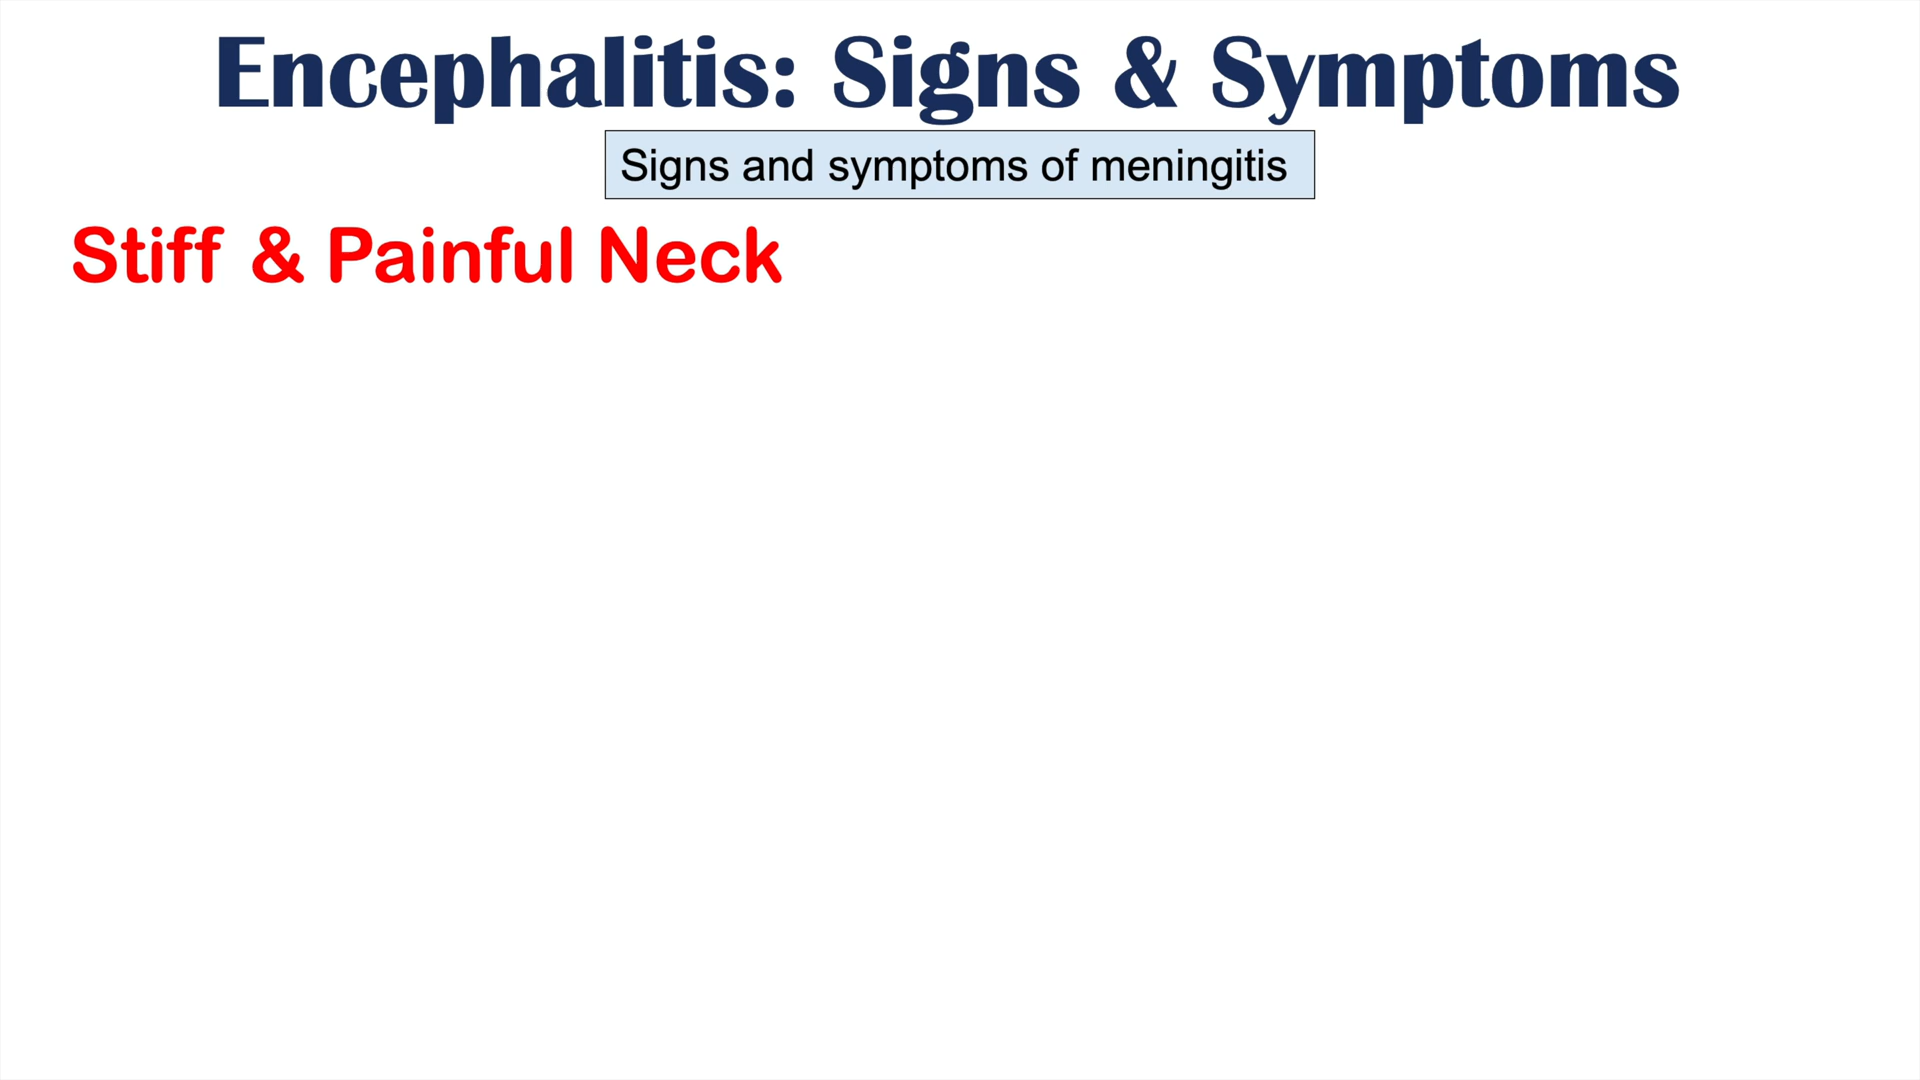 Encephalitis: Signs & Symptoms
Signs and symptoms of meningitis
Stiff & Painful Neck